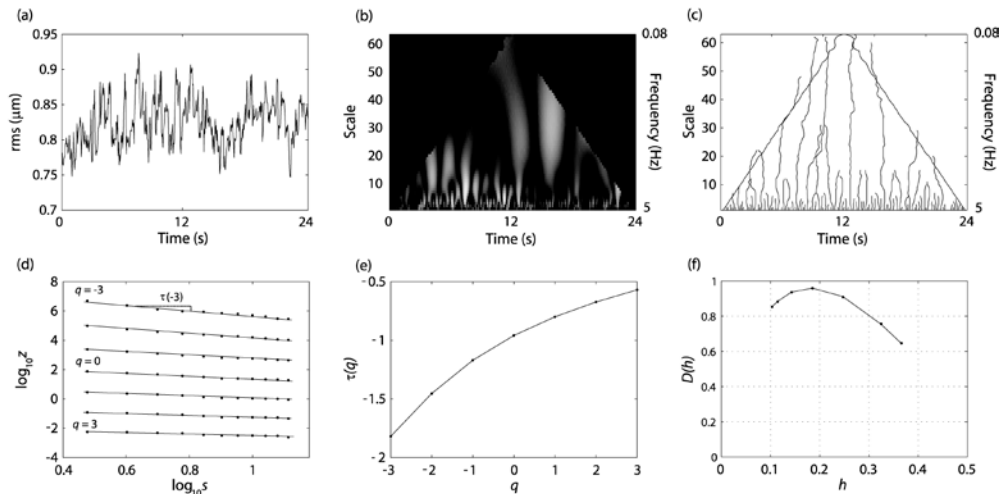 (a)
0.95
0.9
0.85
0.8
0.75
0.7
rms (μm)
0
12
24
Time (s)
(b)
60
50
40
30
20
10
Scale
0.08
5
Frequency (Hz)
0
12
24
Time (s)
(c)
60
50
40
30
20
10
Scale
0.08
5
Frequency (Hz)
0
12
24
Time (s)
(d)
8
6
4
2
0
-2
-4
log10z
q = -3
τ(-3)
q=0
q=3
0.4
0.6
0.8
1
log10s
(e)
-0.5
-1
-1.5
-2
τ(q)
-3
-2
-1
0
1
2
3
q
(f)
1
0.8
0.6
0.4
0.2
0
D(h)
0
0.1
0.2
0.3
0.4
0.5
h